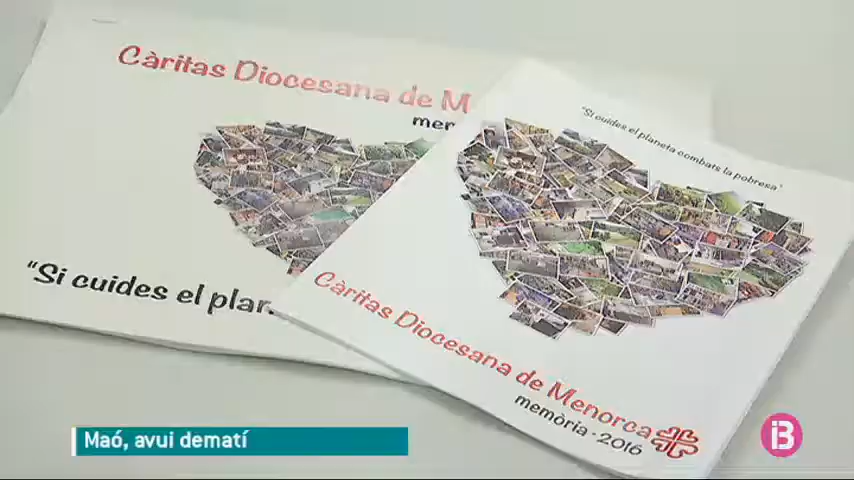 Càritas Diocesana de M
mem
"Si cuides el plan
"Si cuides el planeta combats la pobresa"
Càritas Diocesana de Menorca
memòria · 2016
Maó, avui dematí
IB